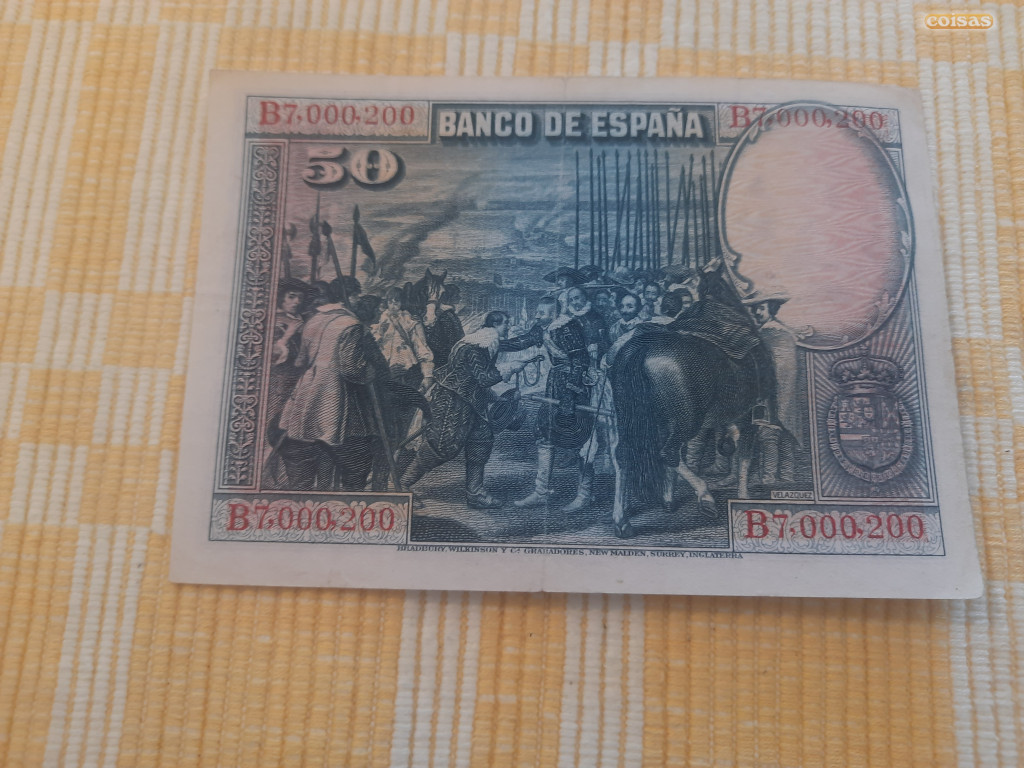 coisas
B7,000,200
BANCO DE ESPAÑA
B7,000,200
50
VELAZQUEZ
B7,000,200
B7,000,200
BRADBURY, WILKINSON Y Cª GRABADORES. NEW MALDEN, SURREY, INGLATERRA